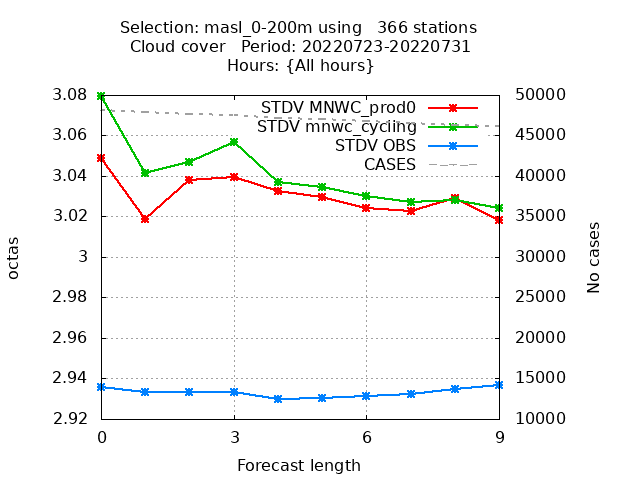 Selection: masl_0-200m using   366 stations
Cloud cover   Period: 20220723-20220731
Hours: {All hours}
3.08
3.06
3.04
3.02
3
2.98
2.96
2.94
2.92
50000
45000
40000
35000
30000
25000
20000
15000
10000
STDV MNWC_prod0
STDV mnwc_cycling
STDV OBS
CASES
octas
No cases
0
3
6
9
Forecast length